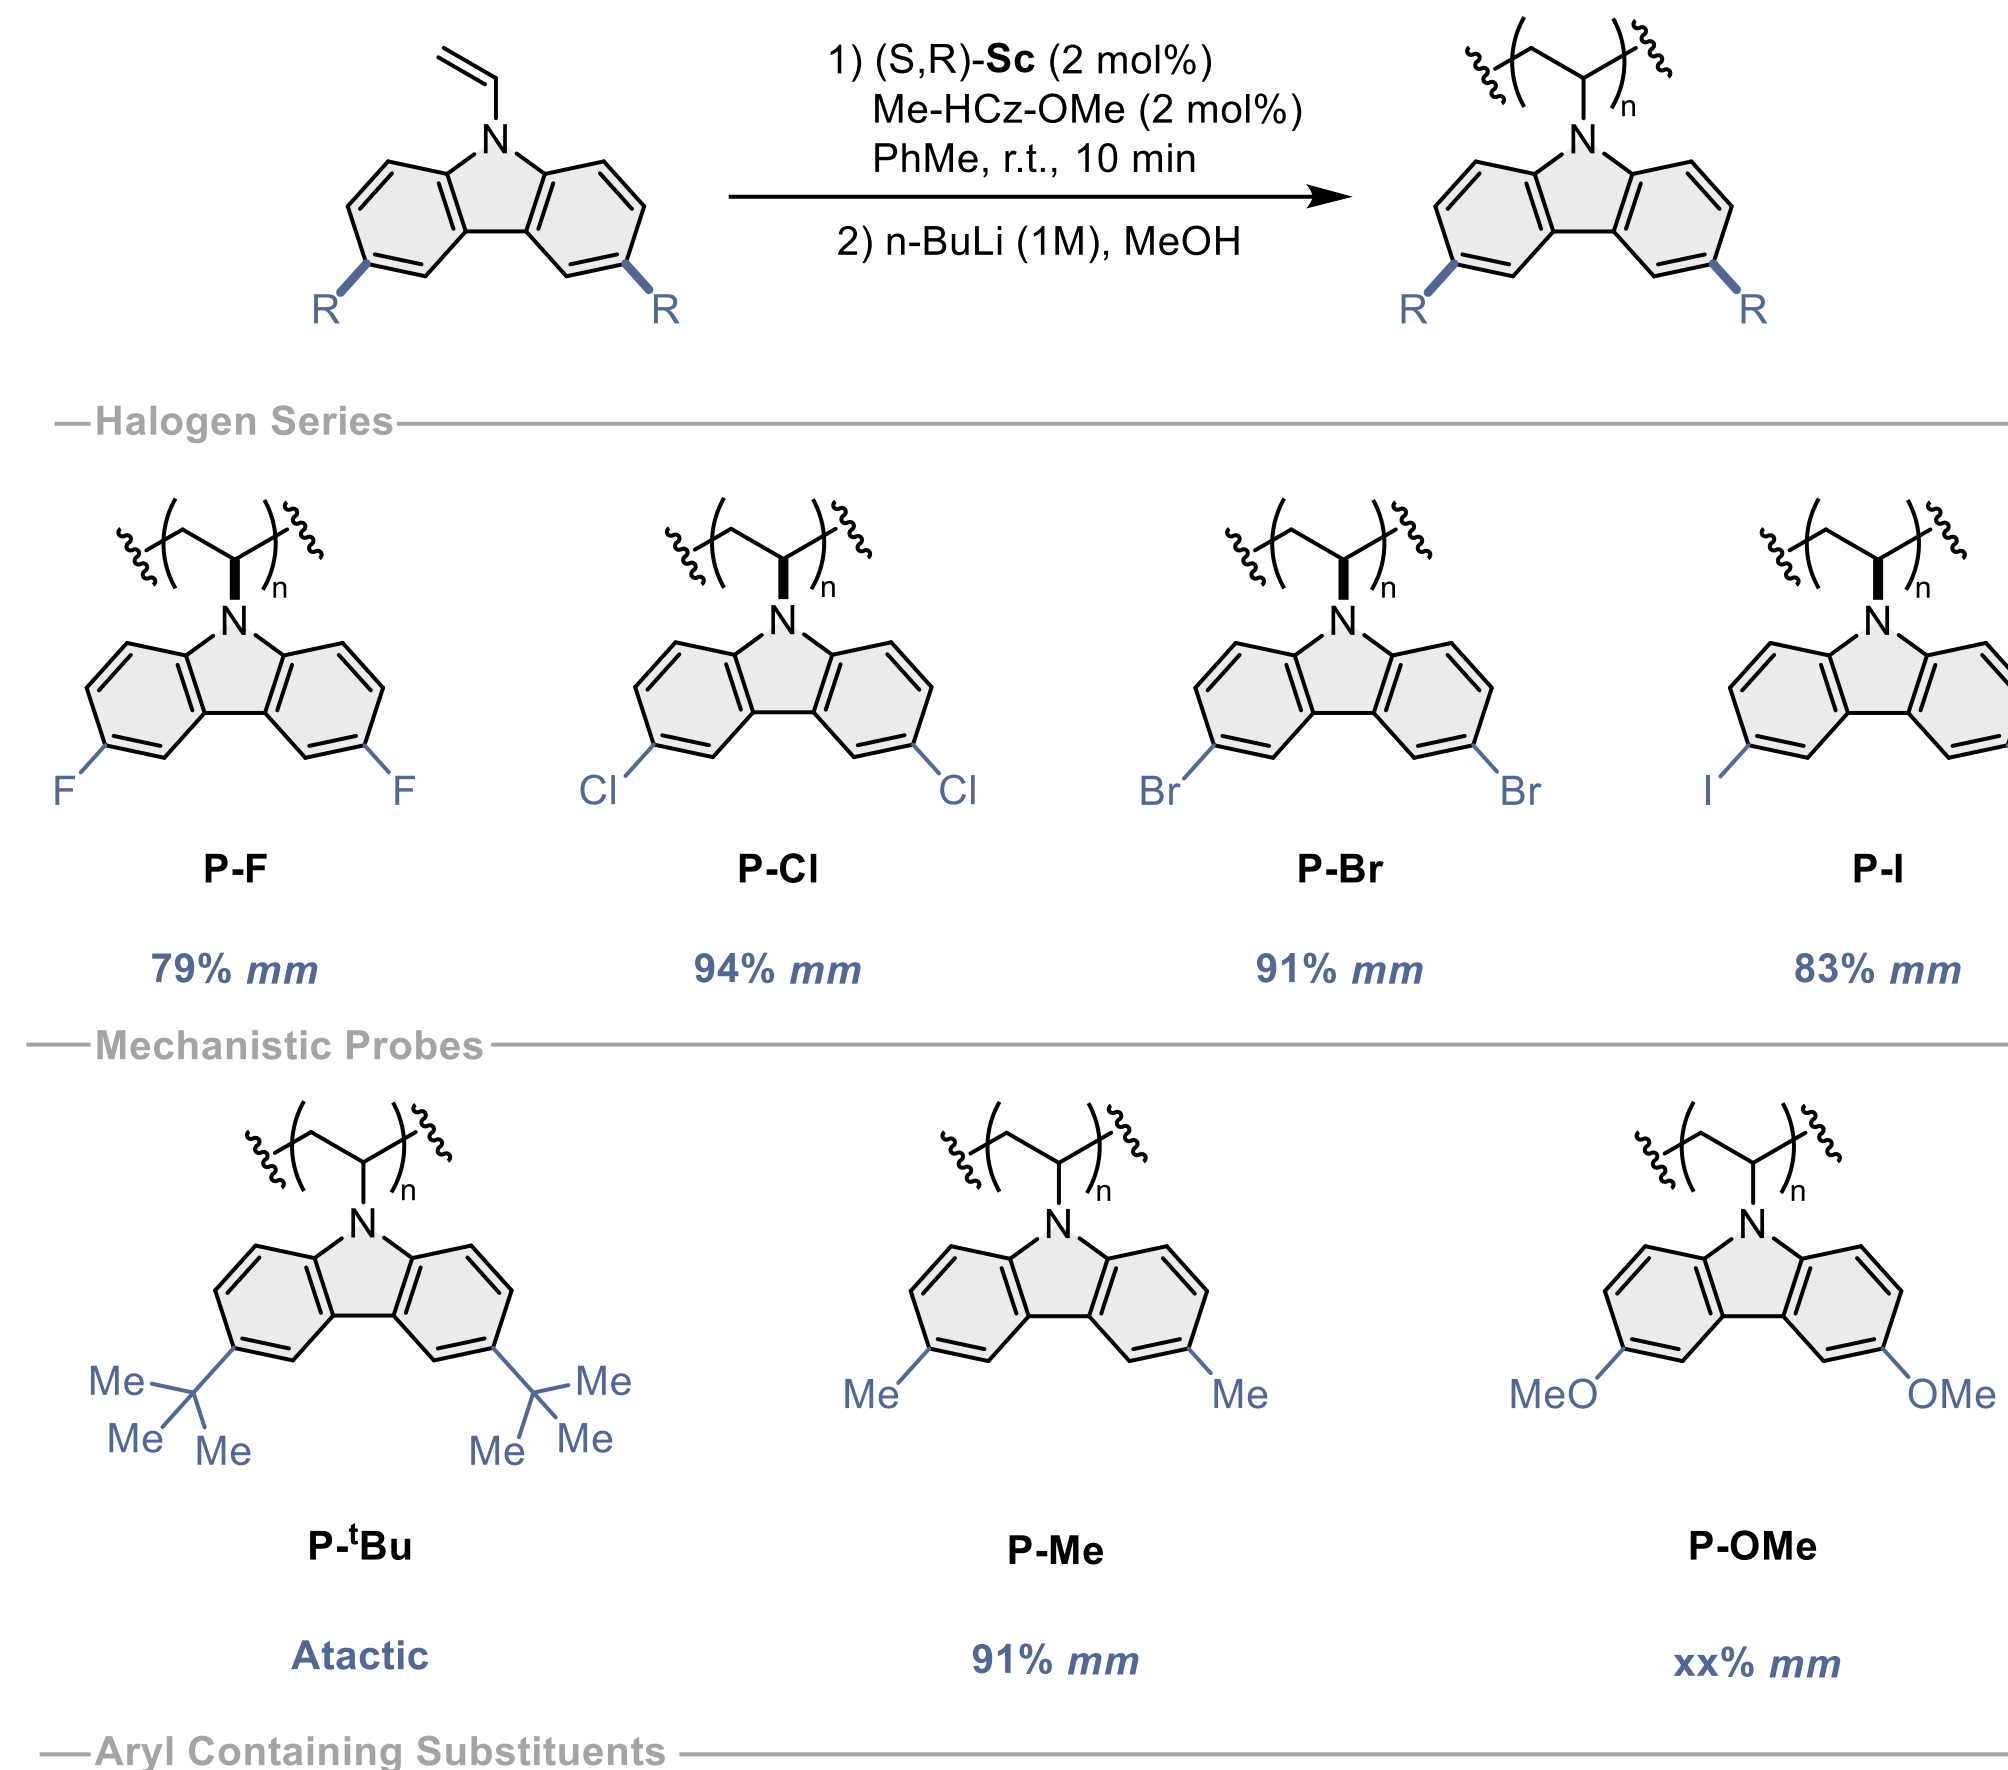 1) (S,R)-Sc (2 mol%)
Me-HCz-OMe (2 mol%)
PhMe, r.t., 10 min
2) n-BuLi (1M), MeOH
N
R R
n
N
R R
Halogen Series
n n n n
N N N N
F F Cl Cl Br Br I
P-F P-Cl P-Br P-I
79% mm 94% mm 91% mm 83% mm
Mechanistic Probes
n n n
N N N
Me Me Me Me MeO OMe
Me Me Me Me
P-tBu P-Me P-OMe
Atactic 91% mm xx% mm
Aryl Containing Substituents